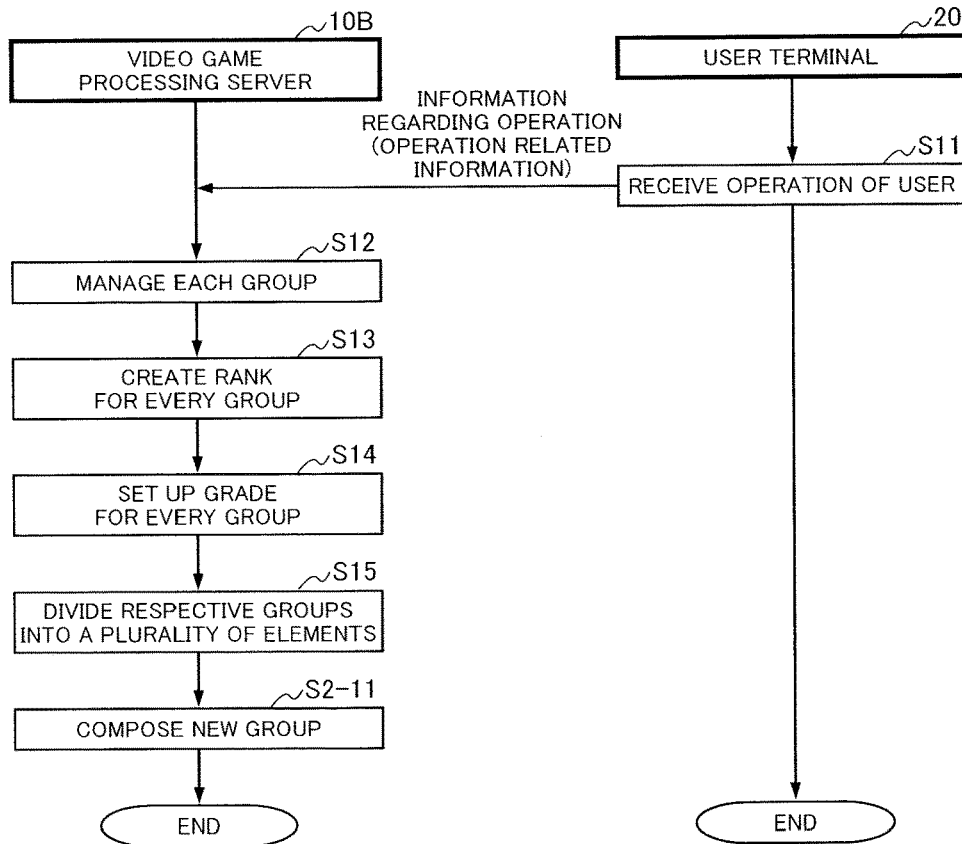 10B
VIDEO GAME
PROCESSING SERVER
20
USER TERMINAL
INFORMATION
REGARDING OPERATION
(OPERATION RELATED
INFORMATION)
S11
RECEIVE OPERATION OF USER
S12
MANAGE EACH GROUP
S13
CREATE RANK
FOR EVERY GROUP
S14
SET UP GRADE
FOR EVERY GROUP
S15
DIVIDE RESPECTIVE GROUPS
INTO A PLURALITY OF ELEMENTS
S2-11
COMPOSE NEW GROUP
END
END